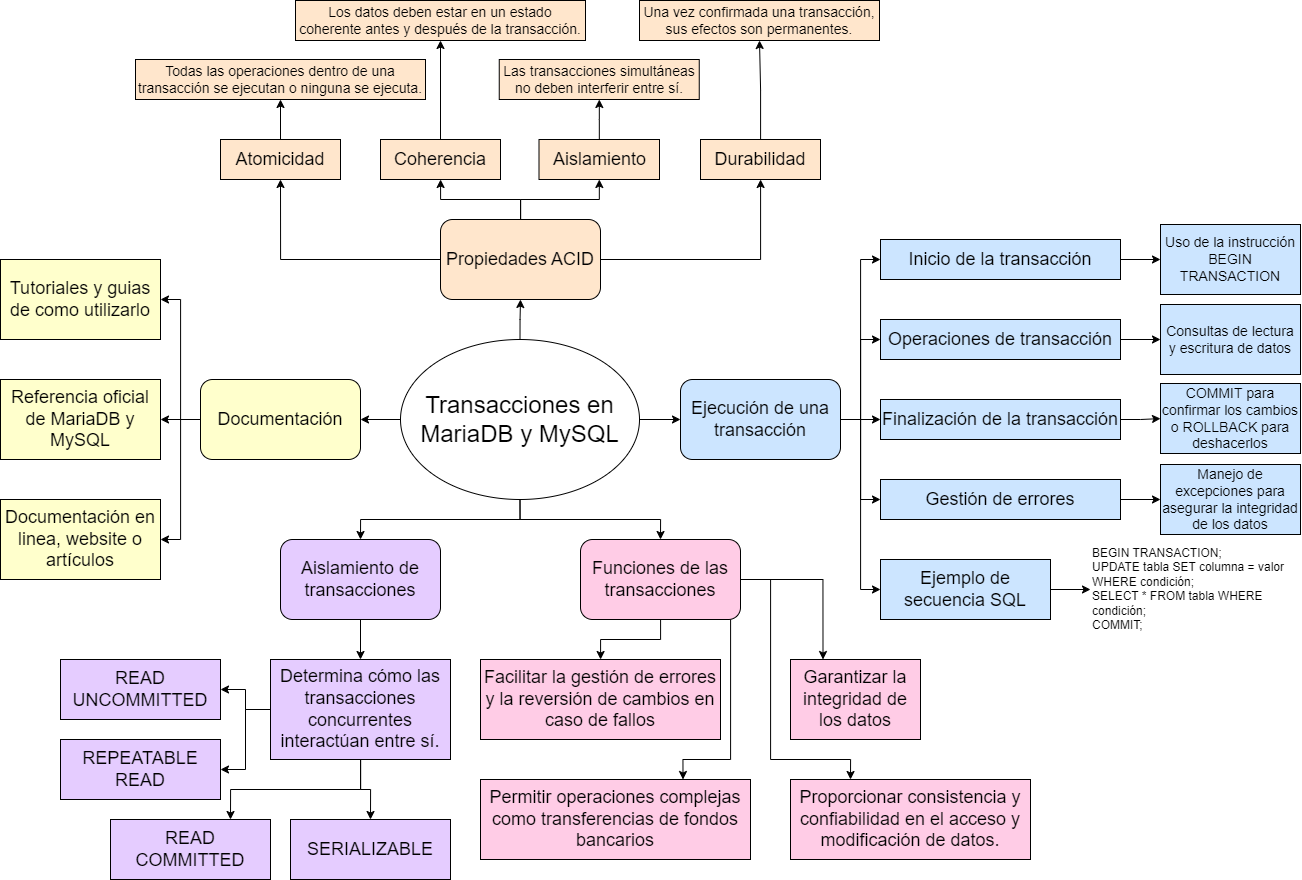 Los datos deben estar en un estado
coherente antes y después de la transacción.
Una vez confirmada una transacción,
sus efectos son permanentes.
Todas las operaciones dentro de una
transacción se ejecutan o ninguna se ejecuta.
Las transacciones simultáneas
no deben interferir entre sí.
Atomicidad
Coherencia
Aislamiento
Durabilidad
Propiedades ACID
Tutoriales y guias
de como utilizarlo
Referencia oficial
de MariaDB y
MySQL
Documentación en
linea, website o
artículos
Documentación
Transacciones en
MariaDB y MySQL
Ejecución de una
transacción
Inicio de la transacción
Uso de la instrucción
BEGIN
TRANSACTION
Operaciones de transacción
Consultas de lectura
y escritura de datos
Finalización de la transacción
COMMIT para
confirmar los cambios
o ROLLBACK para
deshacerlos
Gestión de errores
Manejo de
excepciones para
asegurar la integridad
de los datos
Ejemplo de
secuencia SQL
BEGIN TRANSACTION;
UPDATE tabla SET columna = valor
WHERE condición;
SELECT * FROM tabla WHERE
condición;
COMMIT;
Aislamiento de
transacciones
Determina cómo las
transacciones
concurrentes
interactúan entre sí.
READ
UNCOMMITTED
REPEATABLE
READ
READ
COMMITTED
SERIALIZABLE
Funciones de las
transacciones
Facilitar la gestión de errores
y la reversión de cambios en
caso de fallos
Garantizar la
integridad de
los datos
Permitir operaciones complejas
como transferencias de fondos
bancarios
Proporcionar consistencia y
confiabilidad en el acceso y
modificación de datos.